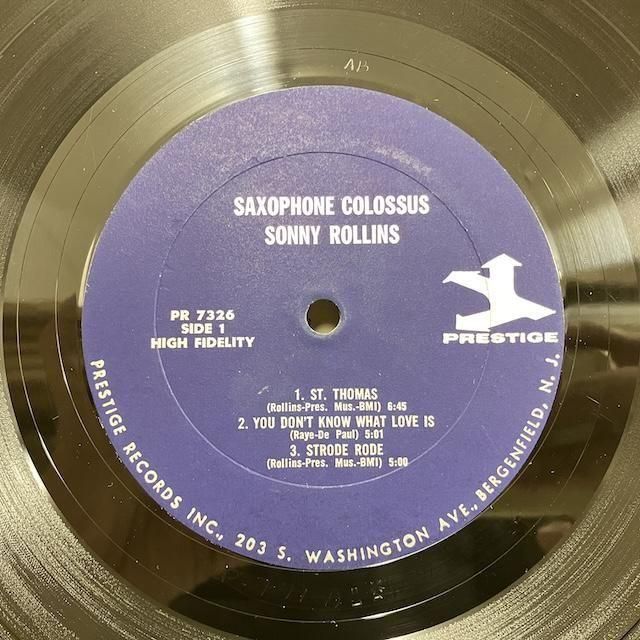 AB
SAXOPHONE COLOSSUS
SONNY ROLLINS
PR 7326
SIDE 1
HIGH FIDELITY
PRESTIGE
1. ST. THOMAS
(Rollins-Pres. Mus.-BMI) 6:45
2. YOU DON'T KNOW WHAT LOVE IS
(Raye-De Paul) 5:01
3. STRODE RODE
(Rollins-Pres. Mus.-BMI) 5:00
PRESTIGE RECORDS INC., 203 S. WASHINGTON AVE., BERGENFIELD, N. J.